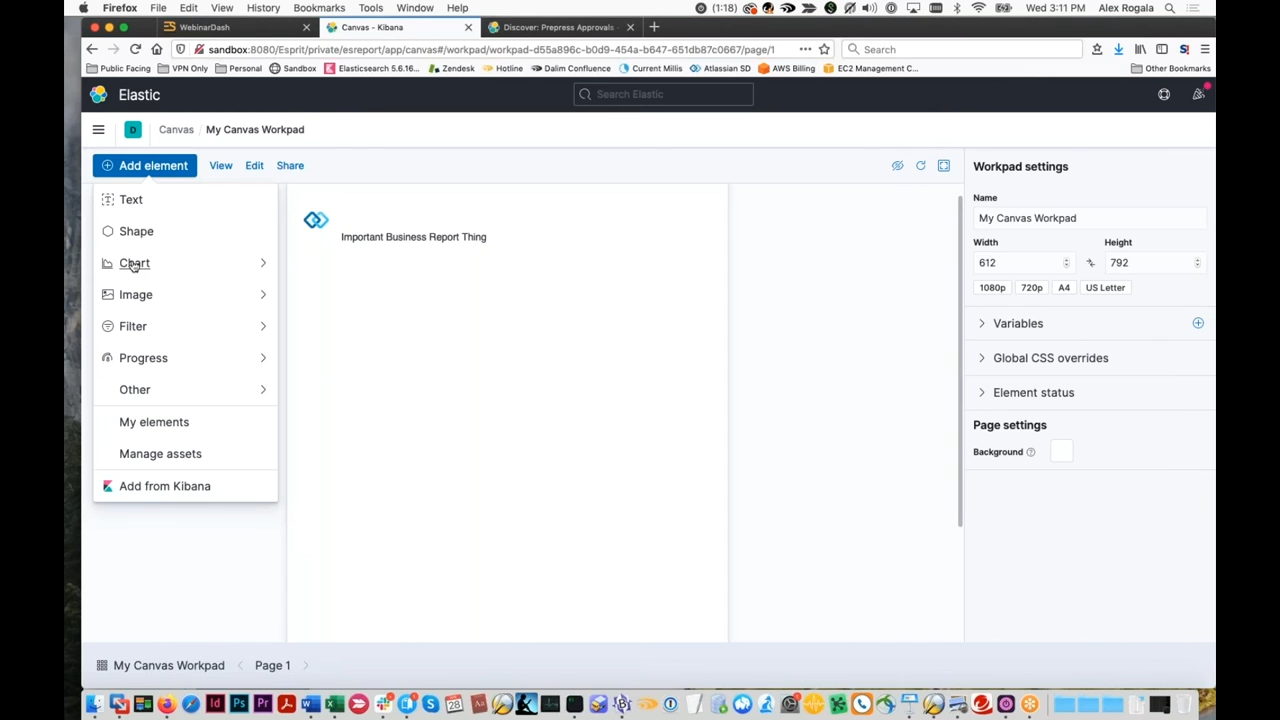 Firefox File Edit View History Bookmarks Tools Window Help (1:18) Wed 3:11 PM Alex Rogala
WebinarDash Canvas - Kibana Discover: Prepress Approvals -
sandbox:8080/Esprit/private/esreport/app/canvas#/workpad/workpad-d55a896c-b0d9-454a-b647-651db87c0667/page/1 Search
Public Facing VPN Only Personal Sandbox Elasticsearch 5.6.16... Zendesk Hotline Dalim Confluence Current Millis Atlassian SD AWS Billing EC2 Management C... Other Bookmarks
Elastic Search Elastic
D Canvas / My Canvas Workpad
Add element View Edit Share
Text
Shape
Chart
Image
Filter
Progress
Other
My elements
Manage assets
Add from Kibana
Important Business Report Thing
Workpad settings
Name
My Canvas Workpad
Width Height
612 792
1080p 720p A4 US Letter
Variables
Global CSS overrides
Element status
Page settings
Background
My Canvas Workpad Page 1